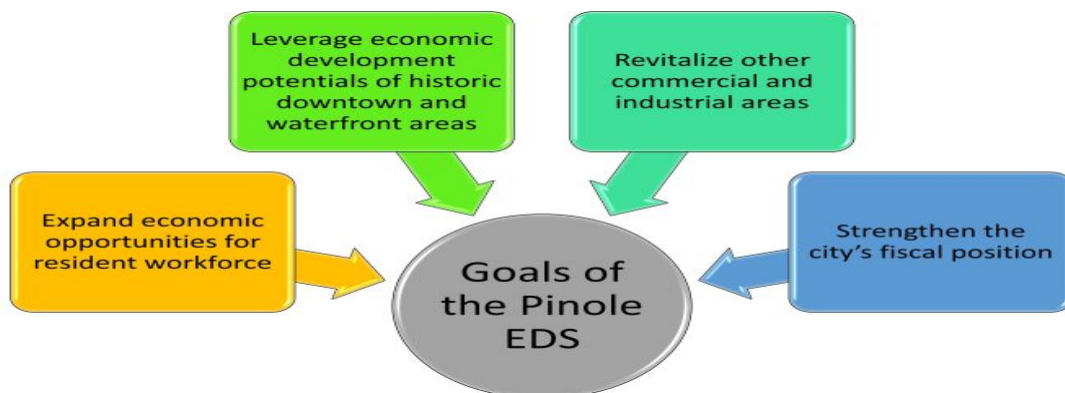 Leverage economic
development
potentials of historic
downtown and
waterfront areas
Revitalize other
commercial and
industrial areas
Expand economic
opportunities for
resident workforce
Strengthen the
city's fiscal position
Goals of
the Pinole
EDS